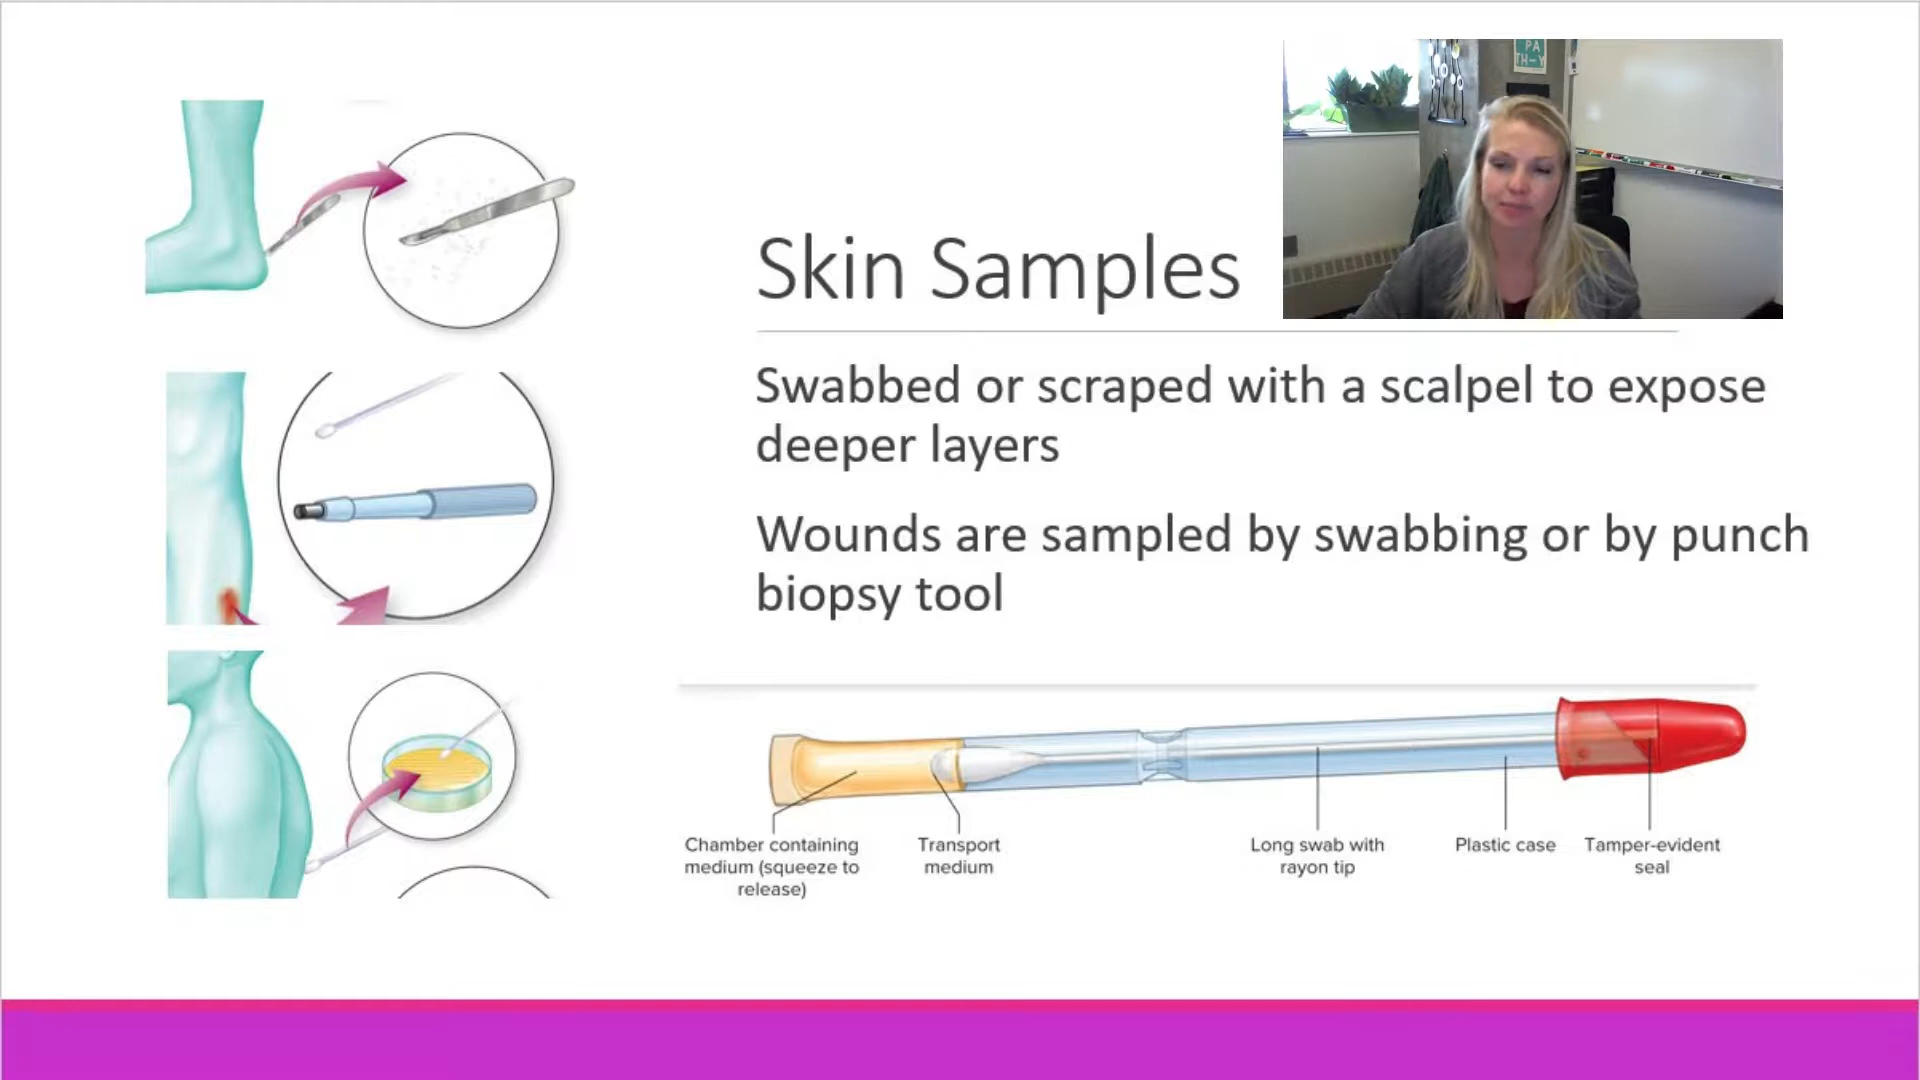 PA
TH-Y
Skin Samples
Swabbed or scraped with a scalpel to expose
deeper layers
Wounds are sampled by swabbing or by punch
biopsy tool
Chamber containing
medium (squeeze to
release)
Transport
medium
Long swab with
rayon tip
Plastic case
Tamper-evident
seal